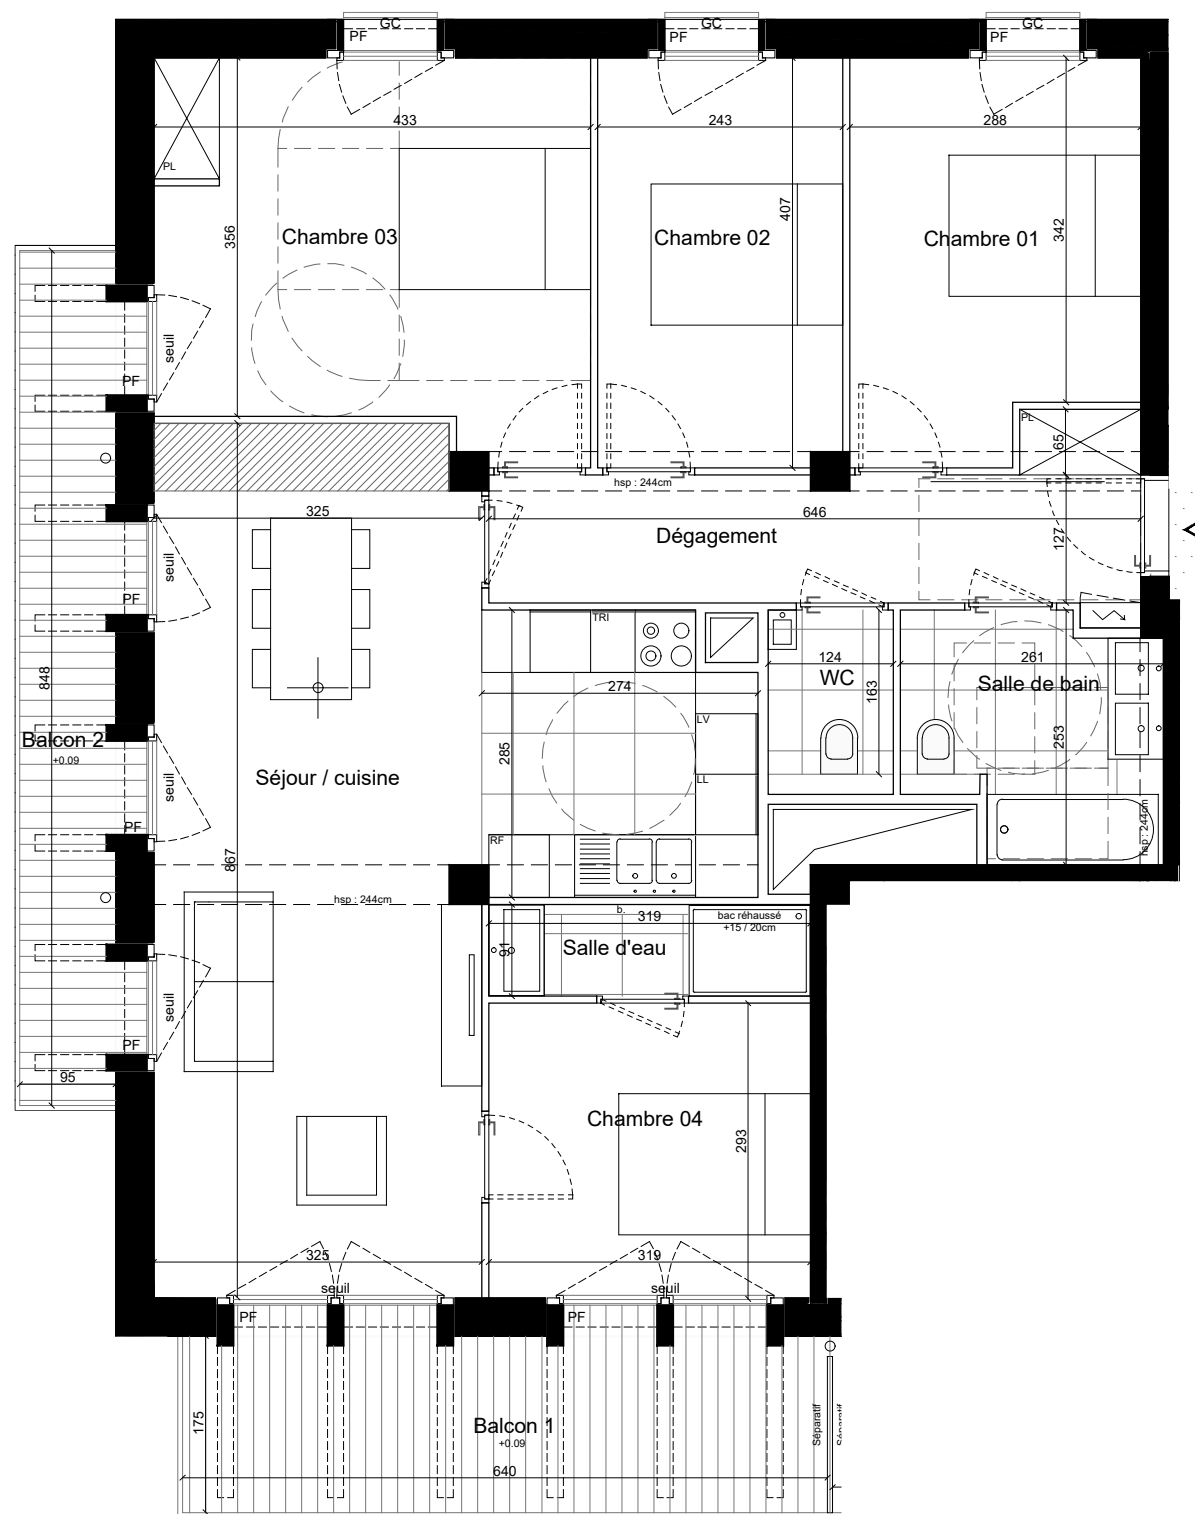 GC
GC
GC
PF
PF
PF
433
243
288
PL
407
356
342
Chambre 03
Chambre 02
Chambre 01
seuil
PF
PL
65
hsp : 244cm
325
646
Dégagement
127
seuil
PF
TRI
848
274
124
WC
163
261
Salle de bain
253
LV
LL
285
Balcon 2
+0.09
Séjour / cuisine
seuil
PF
RF
hsp : 244cm
867
hsp : 244cm
b.
319
bac réhaussé
+15 / 20cm
91
Salle d'eau
seuil
PF
95
Chambre 04
293
325
319
seuil
seuil
PF
PF
175
Balcon 1
+0.09
640
Séparatif
Séparatif